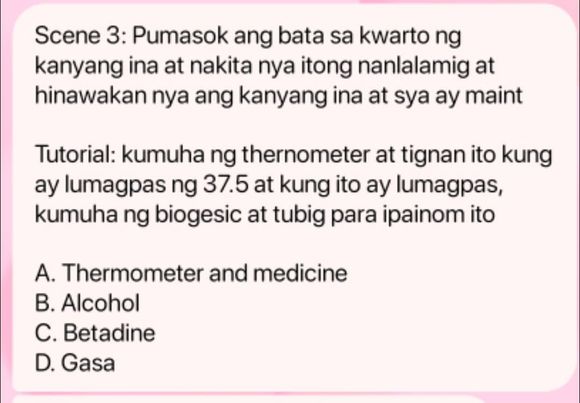 Scene 3: Pumasok ang bata sa kwarto ng
kanyang ina at nakita nya itong nanlalamig at
hinawakan nya ang kanyang ina at sya ay maint
Tutorial: kumuha ng thernometer at tignan ito kung
ay lumagpas ng 37.5 at kung ito ay lumagpas,
kumuha ng biogesic at tubig para ipainom ito
A. Thermometer and medicine
B. Alcohol
C. Betadine
D. Gasa